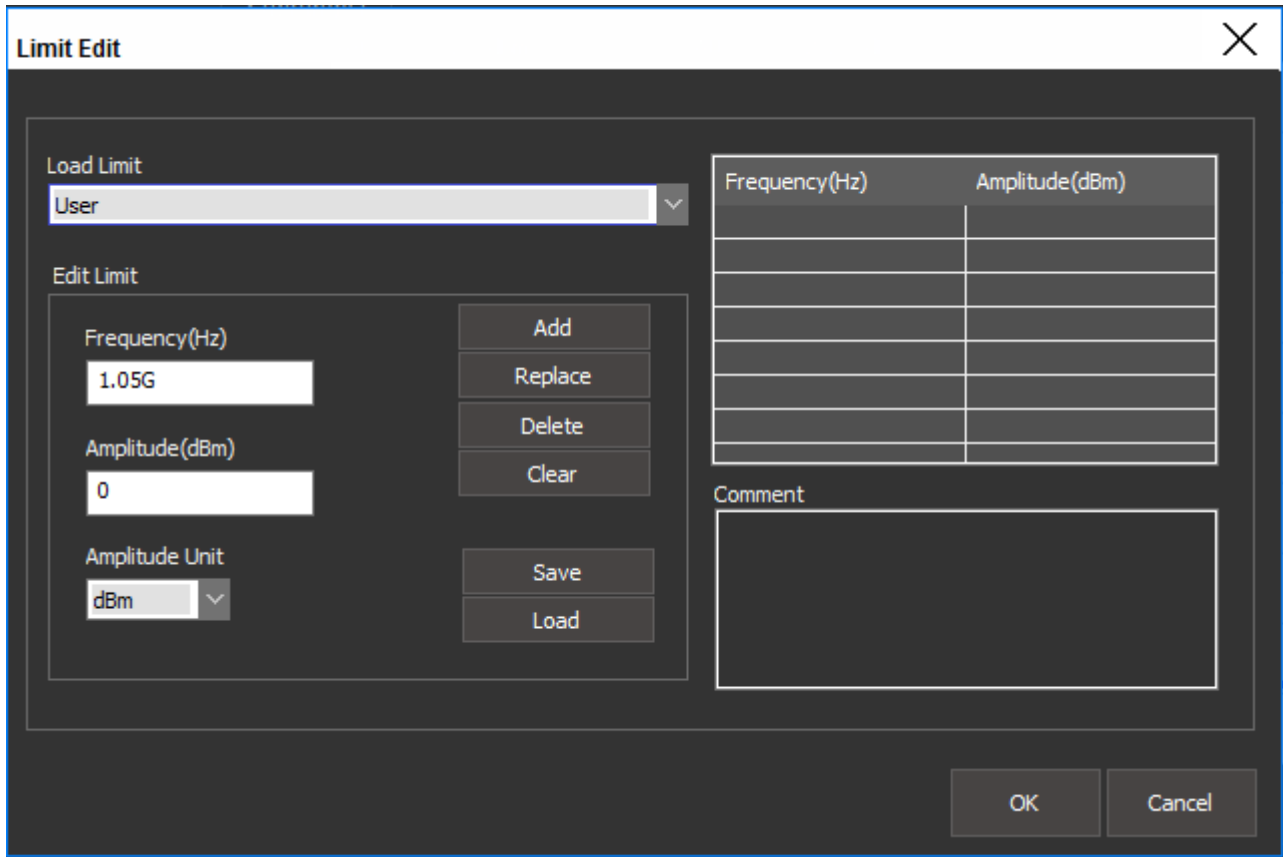 Limit Edit
Load Limit
User
Edit Limit
Frequency(Hz)
1.05G
Amplitude(dBm)
0
Amplitude Unit
dBm
Add
Replace
Delete
Clear
Save
Load
Frequency(Hz) Amplitude(dBm)
Comment
OK Cancel